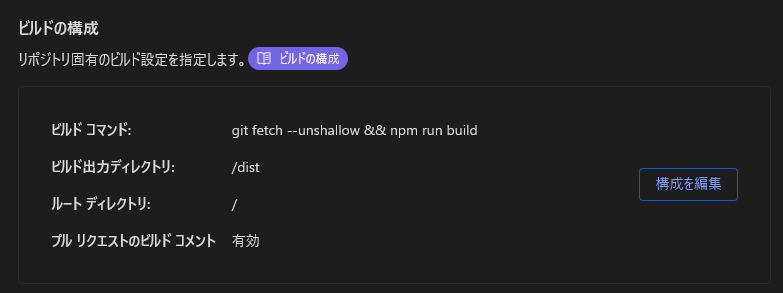 ビルドの構成
リポジトリ固有のビルド設定を指定します。 ビルドの構成
ビルド コマンド: git fetch --unshallow && npm run build
ビルド出力ディレクトリ: /dist
構成を編集
ルート ディレクトリ: /
プル リクエストのビルド コメント 有効